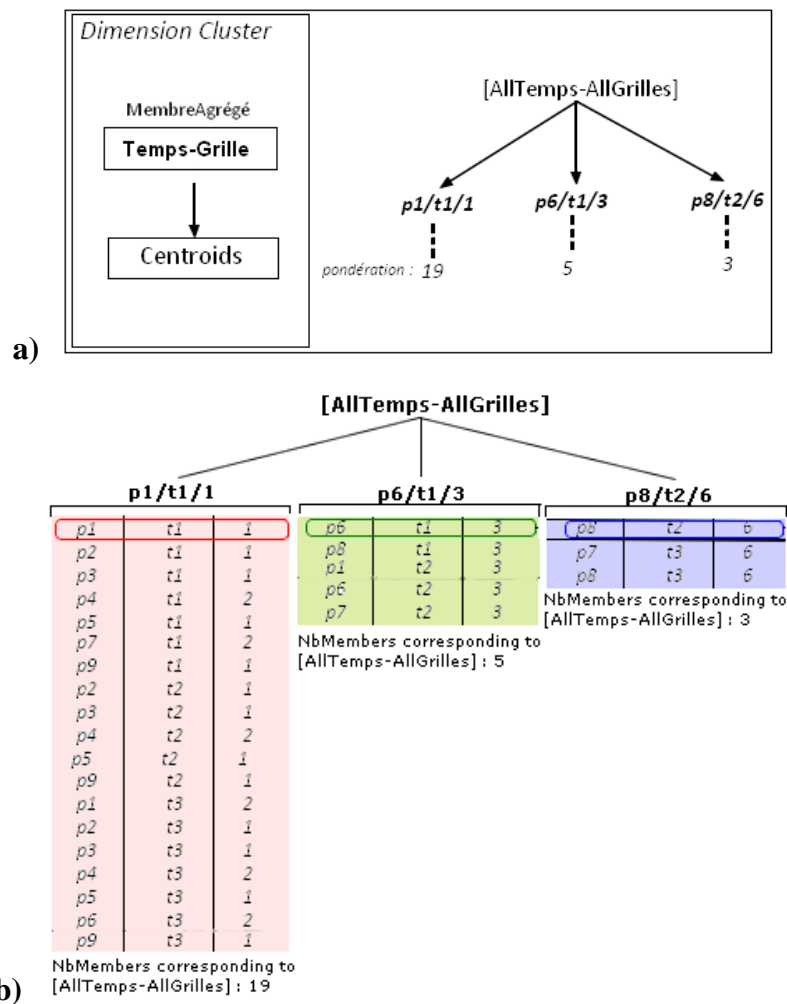 Dimension Cluster
MembreAgrégé
Temps-Grille
Centroids
[AllTemps-AllGrilles]
p1/t1/1 p6/t1/3 p8/t2/6
pondération : 19 5 3
a)
[AllTemps-AllGrilles]
p1/t1/1 p6/t1/3 p8/t2/6
p1 t1 1
p2 t1 1
p3 t1 1
p4 t1 2
p5 t1 1
p7 t1 2
p9 t1 1
p2 t2 1
p3 t2 1
p4 t2 2
p5 t2 1
p9 t2 1
p1 t3 2
p2 t3 1
p3 t3 1
p4 t3 2
p5 t3 1
p6 t3 2
p9 t3 1
NbMembers corresponding to
[AllTemps-AllGrilles] : 19
p6 t1 3
p8 t1 3
p1 t2 3
p6 t2 3
p7 t2 3
NbMembers corresponding to
[AllTemps-AllGrilles] : 5
p8 t2 6
p7 t3 6
p8 t3 6
NbMembers corresponding to
[AllTemps-AllGrilles] : 3
b)